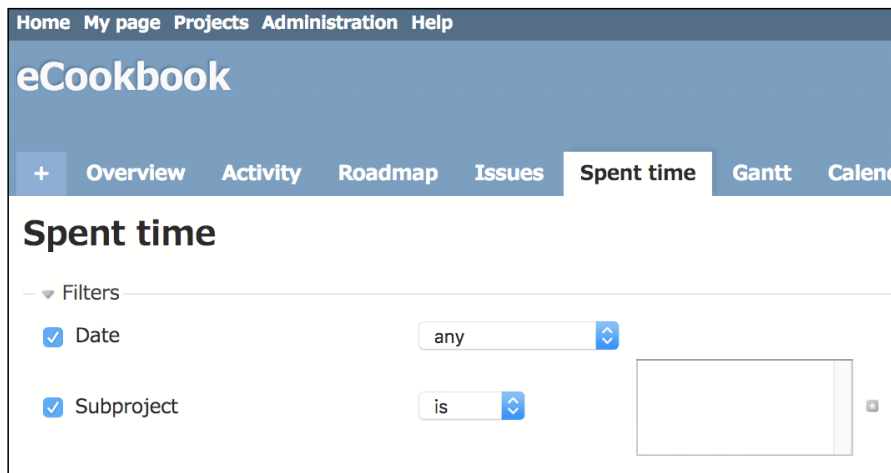 Home My page Projects Administration Help
eCookbook
+ Overview Activity Roadmap Issues Spent time Gantt Calen
Spent time
Filters
Date any
Subproject is